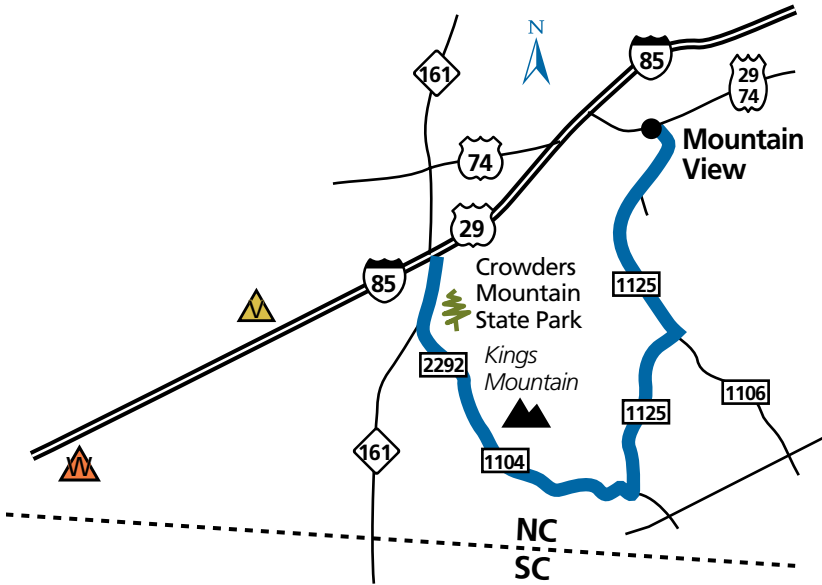 N
161
85
29
74
74
Mountain
View
29
85
V
Crowders
Mountain
State Park
1125
2292
Kings
Mountain
1106
1125
161
1104
W
NC
SC